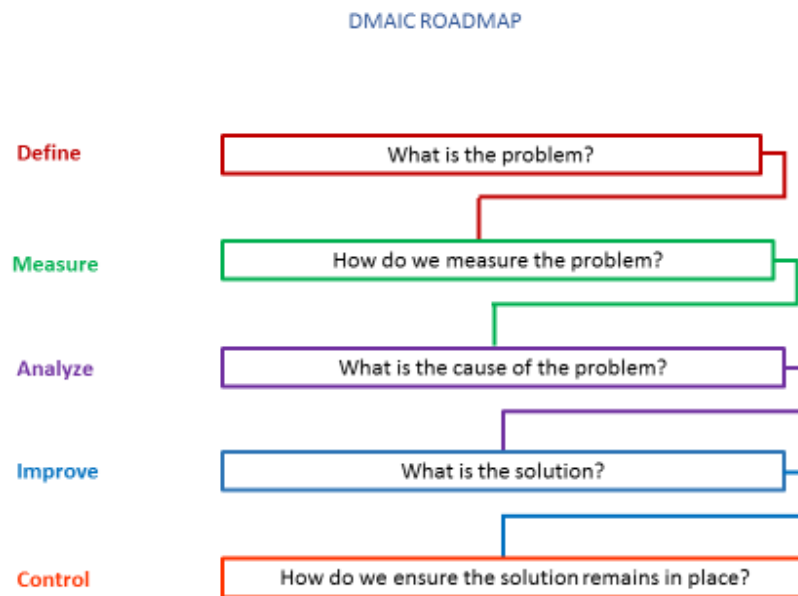 DMAIC ROADMAP
Define
What is the problem?
Measure
How do we measure the problem?
Analyze
What is the cause of the problem?
Improve
What is the solution?
Control
How do we ensure the solution remains in place?